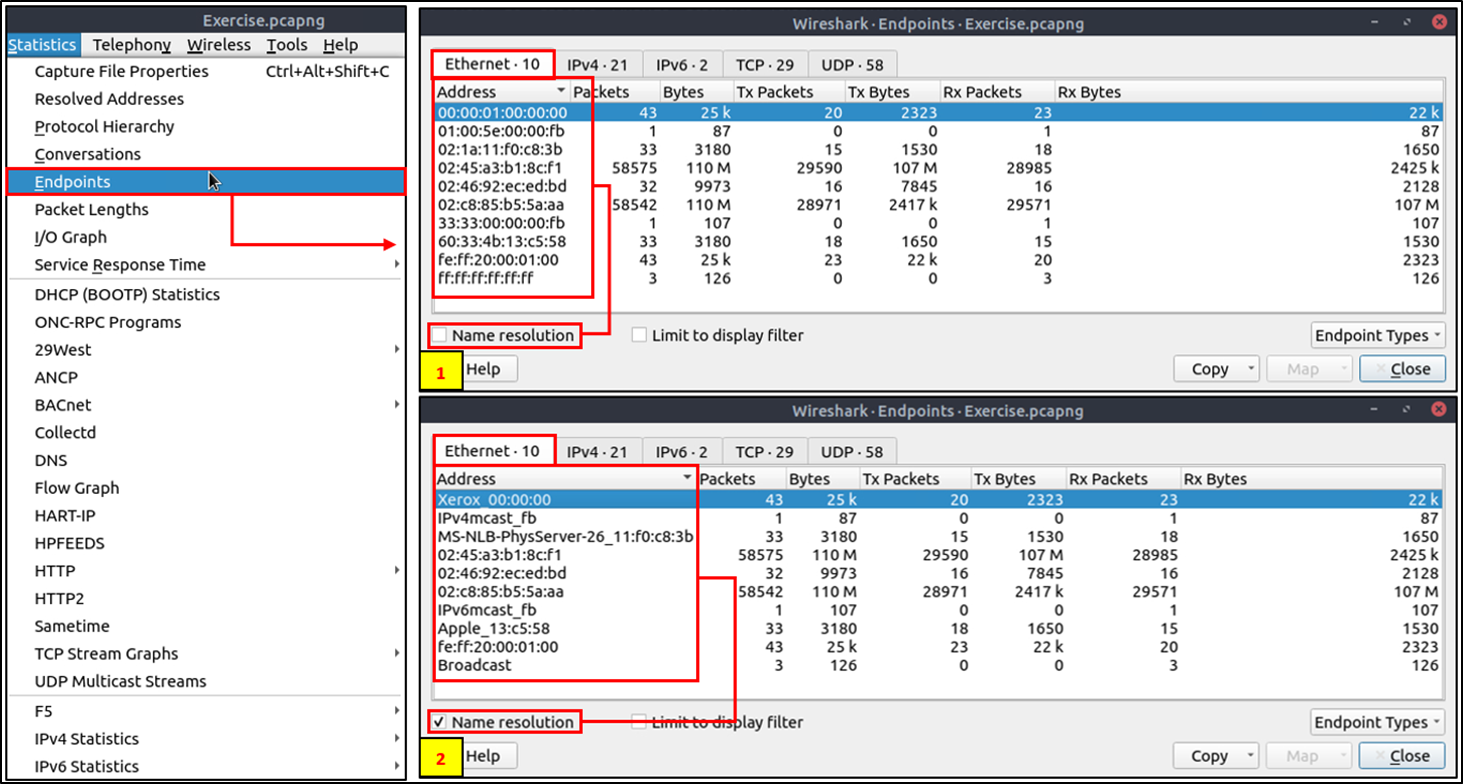 Exercise.pcapng
Statistics Telephony Wireless Tools Help
Capture File Properties Ctrl+Alt+Shift+C
Resolved Addresses
Protocol Hierarchy
Conversations
Endpoints
Packet Lengths
I/O Graph
Service Response Time
DHCP (BOOTP) Statistics
ONC-RPC Programs
29West
ANCP
BACnet
Collectd
DNS
Flow Graph
HART-IP
HPFEEDS
HTTP
HTTP2
Sametime
TCP Stream Graphs
UDP Multicast Streams
F5
IPv4 Statistics
IPv6 Statistics
Wireshark · Endpoints · Exercise.pcapng
Ethernet · 10 IPv4 · 21 IPv6 · 2 TCP · 29 UDP · 58
Address Packets Bytes Tx Packets Tx Bytes Rx Packets Rx Bytes
00:00:01:00:00:00 43 25 k 20 2323 23 22 k
01:00:5e:00:00:fb 1 87 0 0 1 87
02:1a:11:f0:c8:3b 33 3180 15 1530 18 1650
02:45:a3:b1:8c:f1 58575 110 M 29590 107 M 28985 2425 k
02:46:92:ec:ed:bd 32 9973 16 7845 16 2128
02:c8:85:b5:5a:aa 58542 110 M 28971 2417 k 29571 107 M
33:33:00:00:00:fb 1 107 0 0 1 107
60:33:4b:13:c5:58 33 3180 18 1650 15 1530
fe:ff:20:00:01:00 43 25 k 23 22 k 20 2323
ff:ff:ff:ff:ff:ff 3 126 0 0 3 126
Name resolution Limit to display filter Endpoint Types
1 Help Copy Map Close
Wireshark · Endpoints · Exercise.pcapng
Ethernet · 10 IPv4 · 21 IPv6 · 2 TCP · 29 UDP · 58
Address Packets Bytes Tx Packets Tx Bytes Rx Packets Rx Bytes
Xerox_00:00:00 43 25 k 20 2323 23 22 k
IPv4mcast_fb 1 87 0 0 1 87
MS-NLB-PhysServer-26_11:f0:c8:3b 33 3180 15 1530 18 1650
02:45:a3:b1:8c:f1 58575 110 M 29590 107 M 28985 2425 k
02:46:92:ec:ed:bd 32 9973 16 7845 16 2128
02:c8:85:b5:5a:aa 58542 110 M 28971 2417 k 29571 107 M
IPv6mcast_fb 1 107 0 0 1 107
Apple_13:c5:58 33 3180 18 1650 15 1530
fe:ff:20:00:01:00 43 25 k 23 22 k 20 2323
Broadcast 3 126 0 0 3 126
Name resolution Limit to display filter Endpoint Types
2 Help Copy Map Close